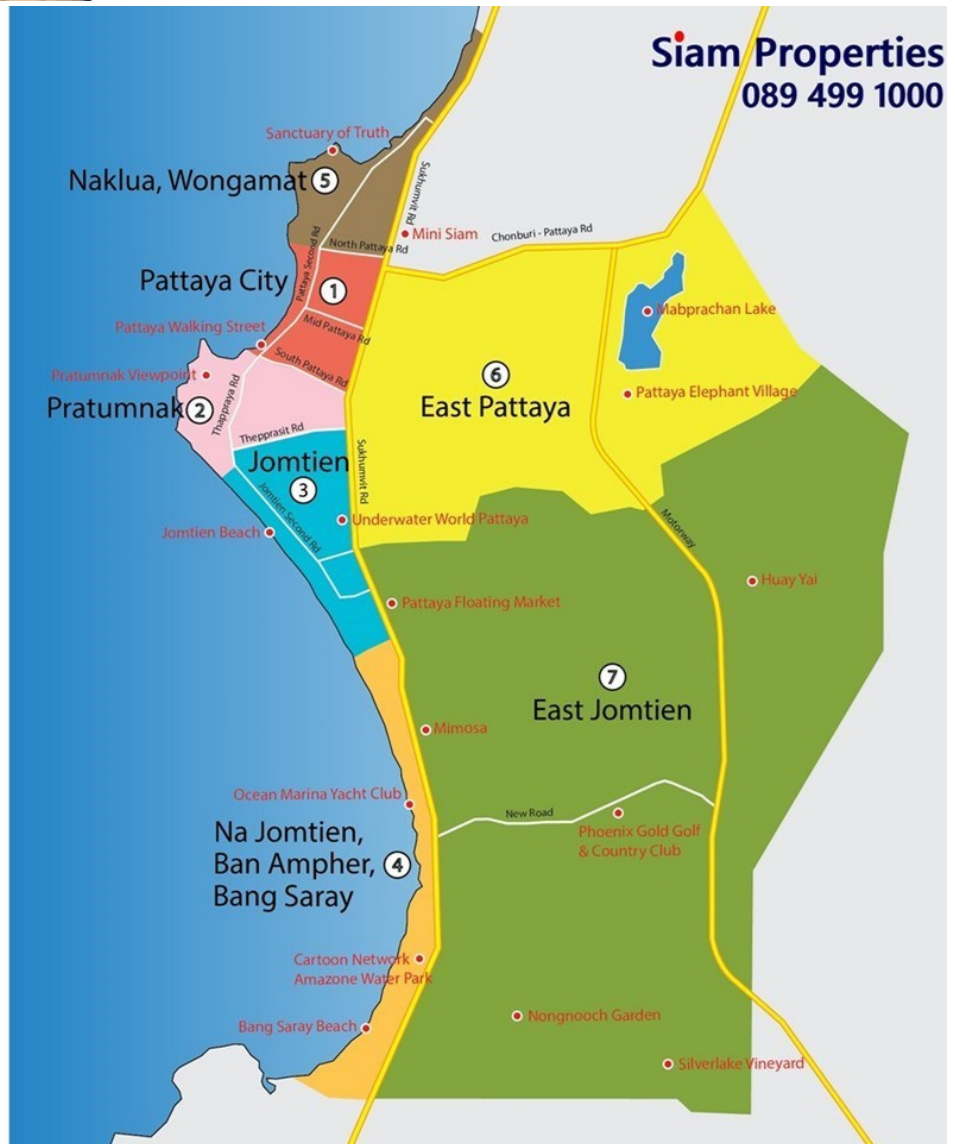 Siam Properties
089 499 1000
Sanctuary of Truth
Naklua, Wongamat 5
Sukhumvit Rd
Mini Siam
Chonburi - Pattaya Rd
North Pattaya Rd
Pattaya Second Rd
Pattaya City
1
Mabprachan Lake
Mid Pattaya Rd
Pattaya Walking Street
South Pattaya Rd
Pratumnak Viewpoint
6
East Pattaya
Pattaya Elephant Village
Pratumnak 2
Thappraya Rd
Thepprasit Rd
Jomtien
3
Sukhumvit Rd
Jomtien Second Rd
Underwater World Pattaya
Jomtien Beach
Motorway
Huay Yai
Pattaya Floating Market
7
East Jomtien
Mimosa
Ocean Marina Yacht Club
New Road
Phoenix Gold Golf
& Country Club
Na Jomtien,
Ban Ampher, 4
Bang Saray
Cartoon Network
Amazone Water Park
Nongnooch Garden
Bang Saray Beach
Silverlake Vineyard